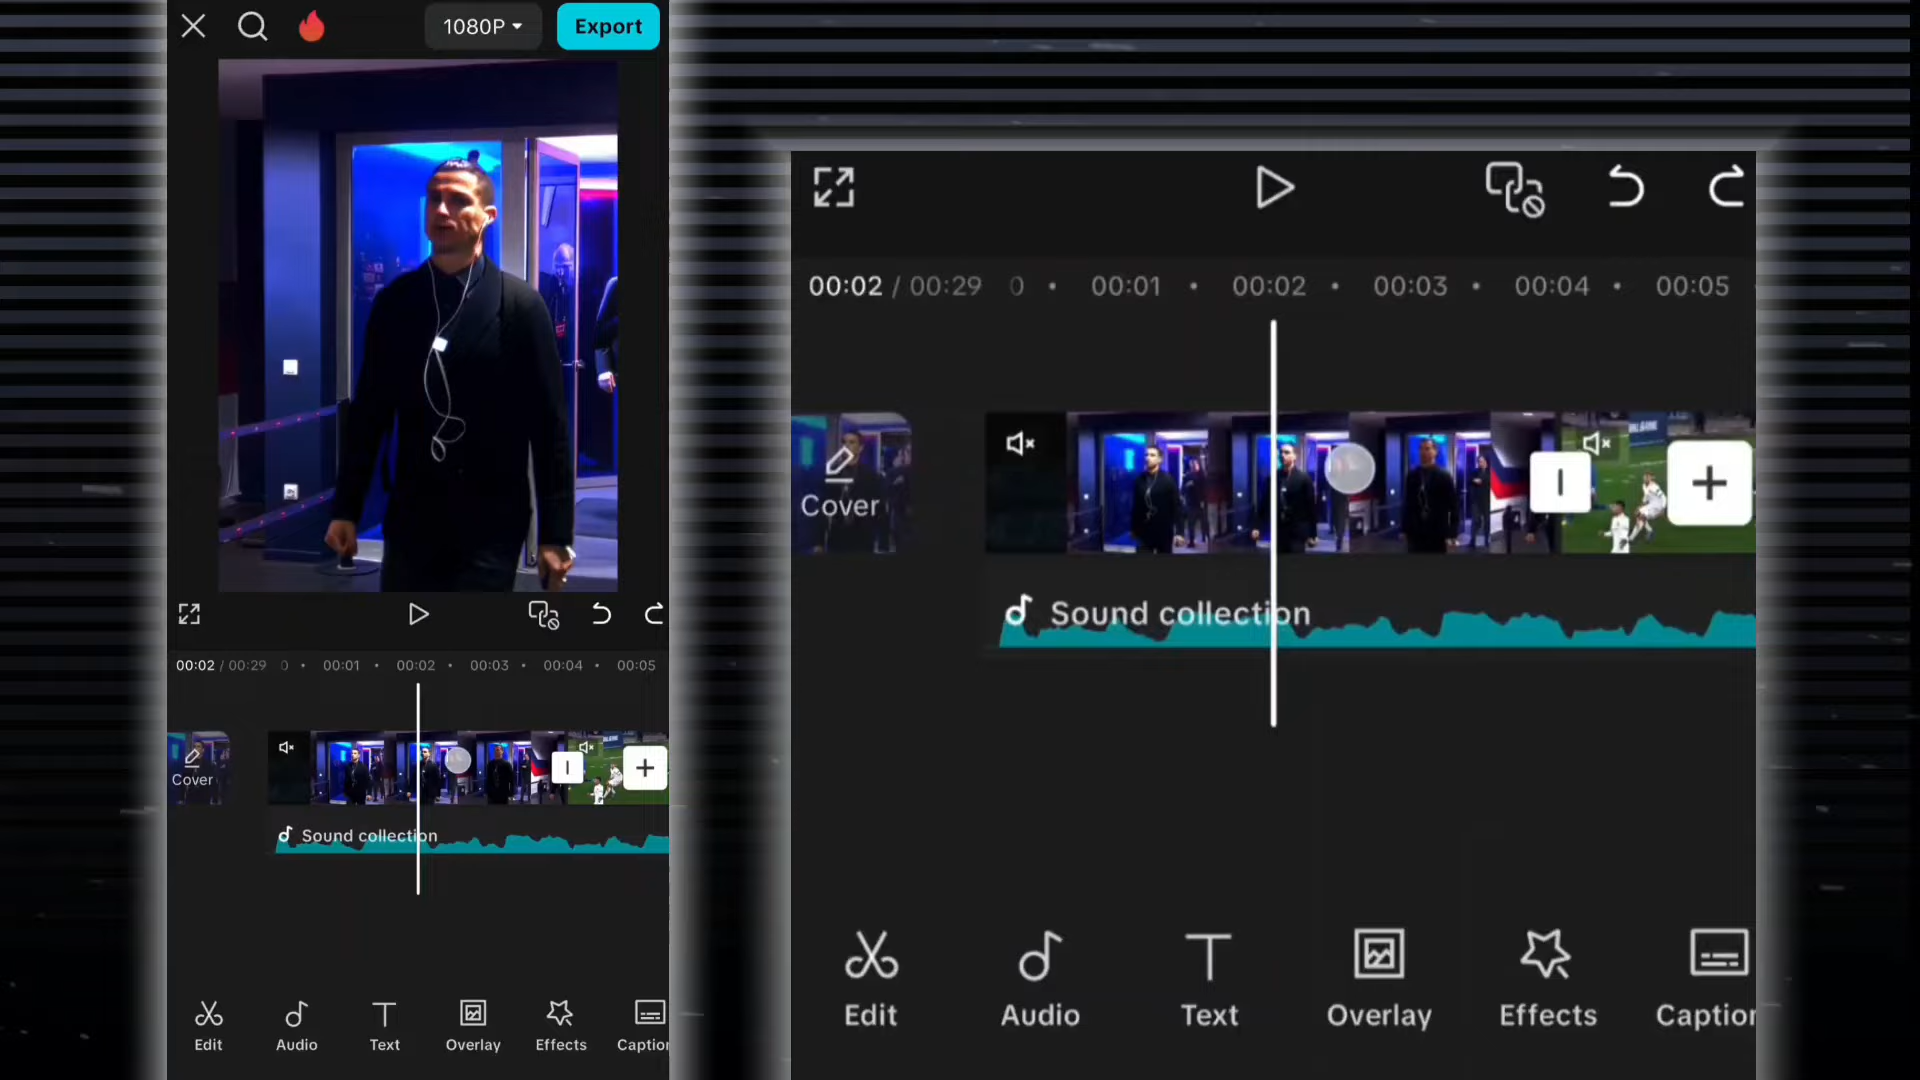 1080P
Export
00:02 / 00:29 0 00:01 00:02 00:03 00:04 00:05
Cover
Sound collection
Edit Audio Text Overlay Effects Caption
00:02 / 00:29 0 00:01 00:02 00:03 00:04 00:05
Cover
Sound collection
Edit Audio Text Overlay Effects Caption